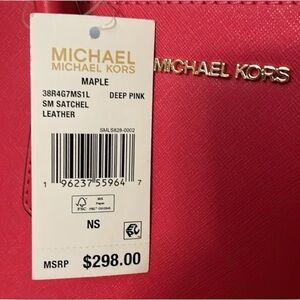 MICHAEL
MICHAEL KORS
MAPLE
38R4G7MS1L DEEP PINK
SM SATCHEL
LEATHER
SMLS828-0002
1 96237 55964 7
FSC
NS
MSRP $298.00
MICHAEL KORS